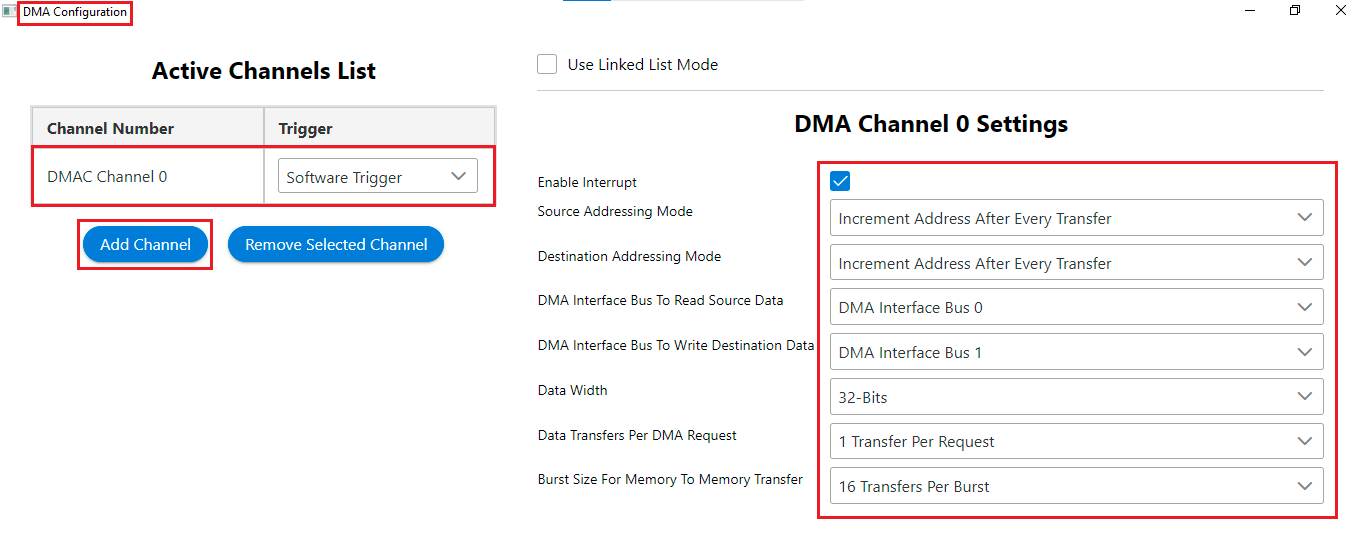 DMA Configuration
Active Channels List
Channel Number Trigger
DMAC Channel 0 Software Trigger
Add Channel Remove Selected Channel
Use Linked List Mode
DMA Channel 0 Settings
Enable Interrupt
Source Addressing Mode Increment Address After Every Transfer
Destination Addressing Mode Increment Address After Every Transfer
DMA Interface Bus To Read Source Data DMA Interface Bus 0
DMA Interface Bus To Write Destination Data DMA Interface Bus 1
Data Width 32-Bits
Data Transfers Per DMA Request 1 Transfer Per Request
Burst Size For Memory To Memory Transfer 16 Transfers Per Burst